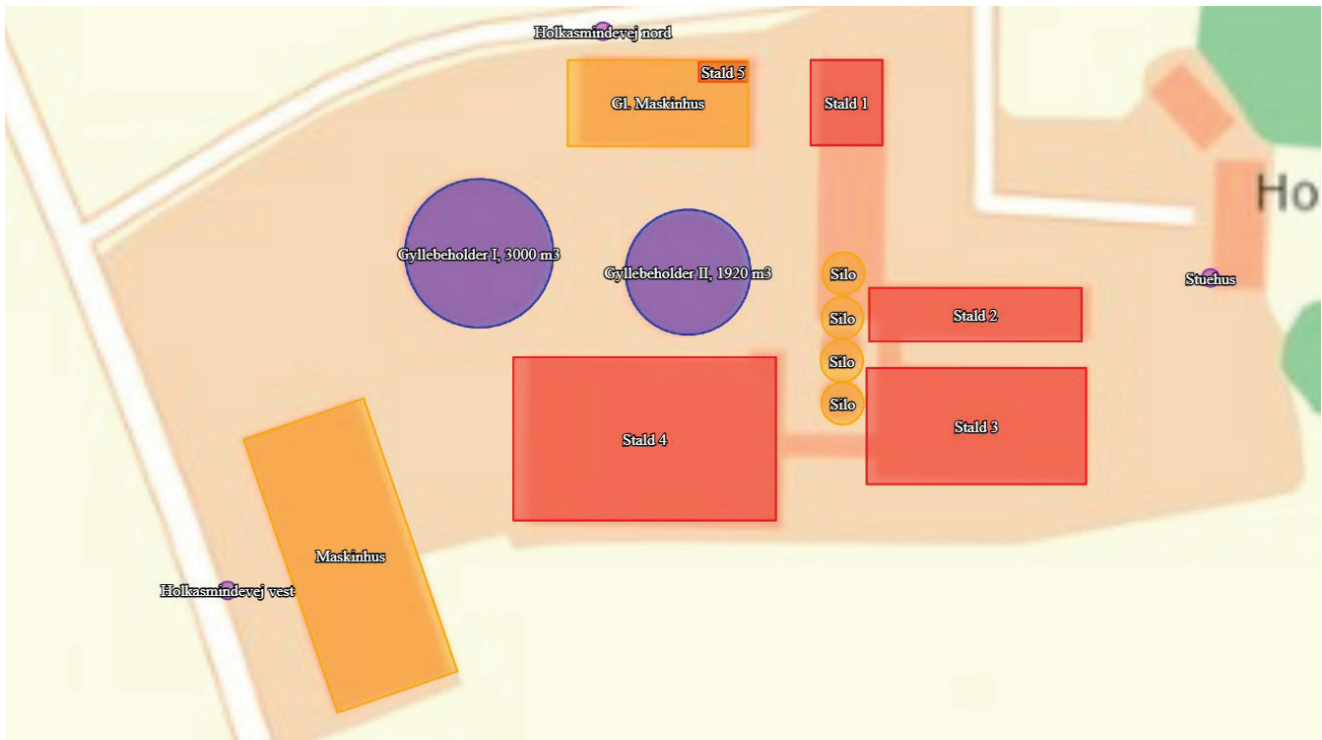 Holkasmindevej nord
Stald 5
Gl. Maskinhus
Stald 1
Ho
Gyllebeholder I, 3000 m3
Gyllebeholder II, 1920 m3
Silo
Stuehus
Silo
Stald 2
Silo
Silo
Stald 3
Stald 4
Maskinhus
Holkasmindevej vest